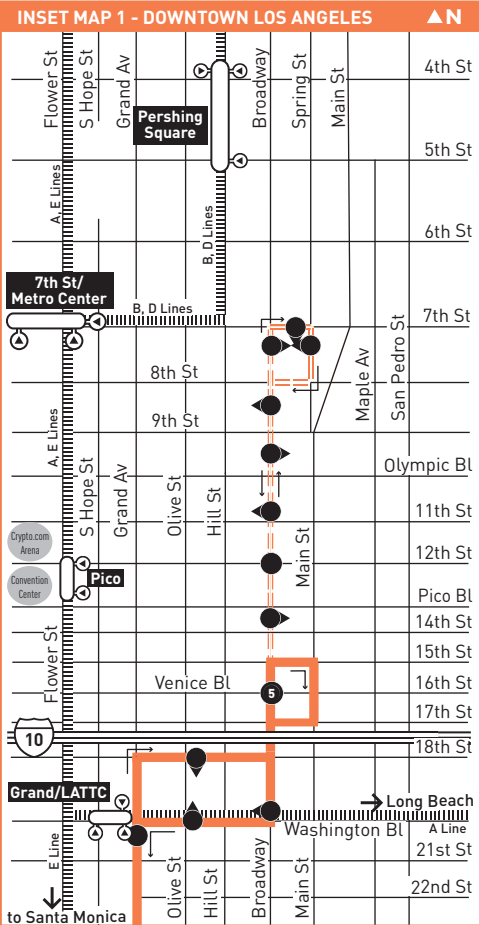 INSET MAP 1 - DOWNTOWN LOS ANGELES
N
Flower St
S Hope St
Grand Av
Broadway
Spring St
Main St
4th St
Pershing
Square
5th St
A, E Lines
B, D Lines
6th St
7th St/
Metro Center
B, D Lines
7th St
8th St
Maple Av
San Pedro St
9th St
A, E Lines
Olympic Bl
S Hope St
Grand Av
Olive St
Hill St
11th St
Crypto.com
Arena
12th St
Main St
Convention
Center
Pico
Pico Bl
14th St
15th St
Flower St
Venice Bl
16th St
5
17th St
10
18th St
Grand/LATTC
Long Beach
Washington Bl
A Line
E Line
21st St
Olive St
Hill St
Broadway
Main St
22nd St
to Santa Monica